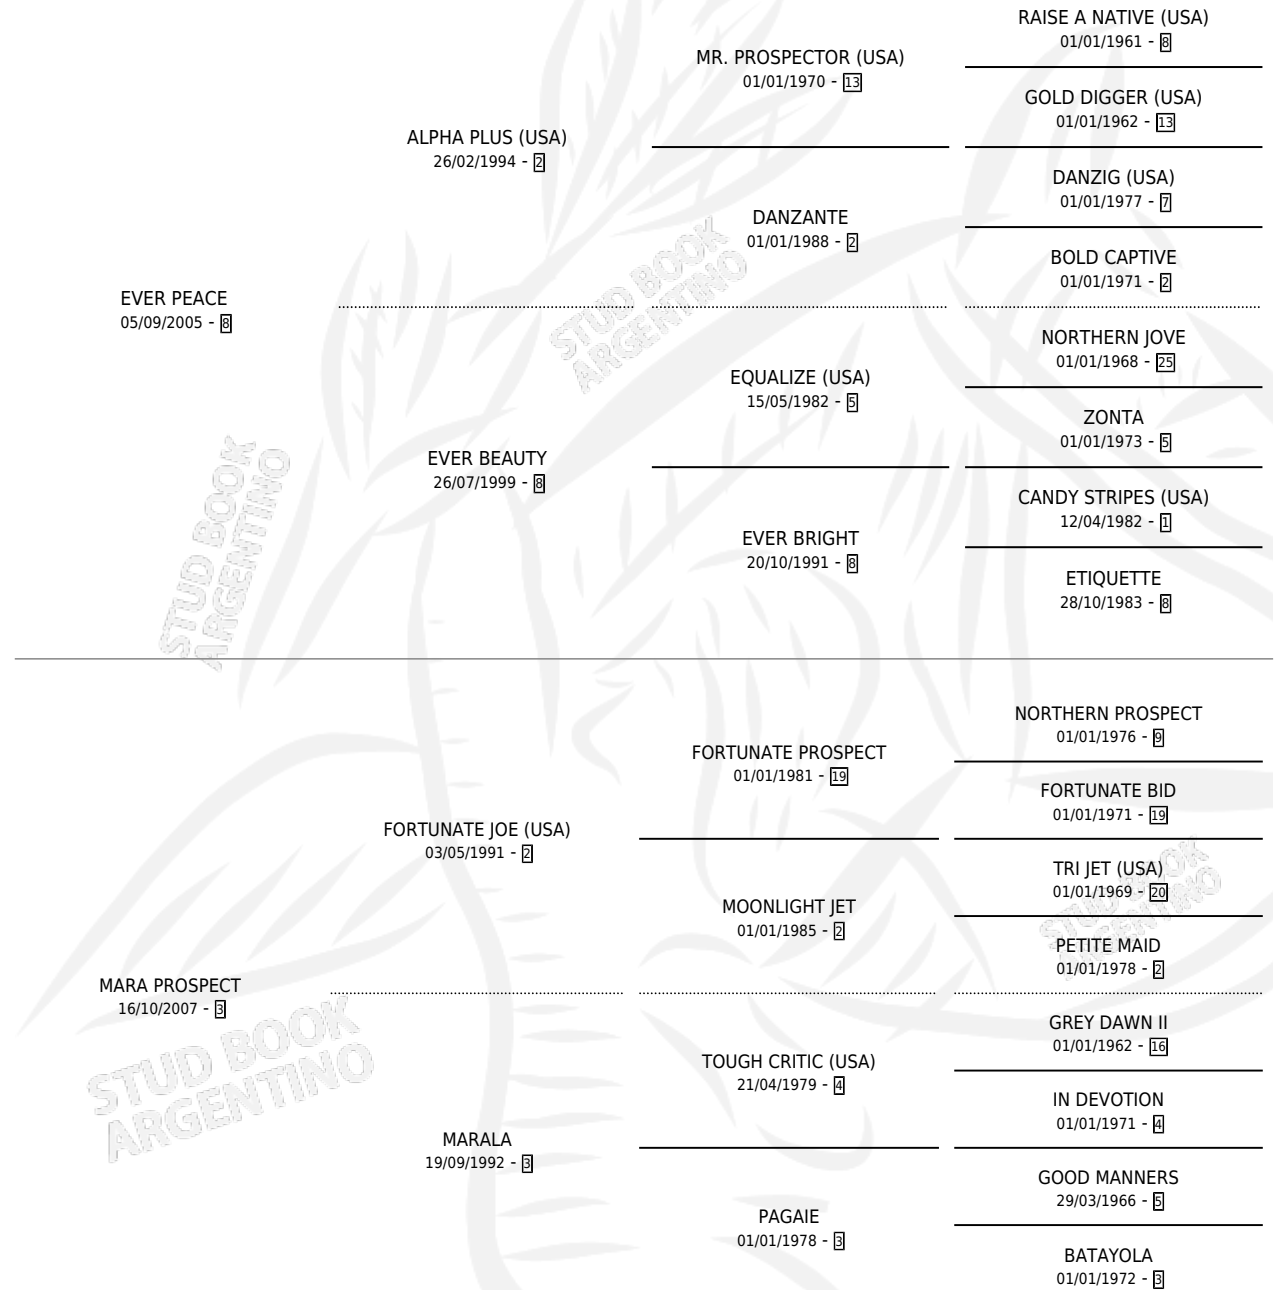 RAISE A NATIVE (USA)
01/01/1961 - 8
MR. PROSPECTOR (USA)
01/01/1970 - 13
GOLD DIGGER (USA)
01/01/1962 - 13
ALPHA PLUS (USA)
26/02/1994 - 2
DANZIG (USA)
01/01/1977 - 7
DANZANTE
01/01/1988 - 2
BOLD CAPTIVE
01/01/1971 - 2
EVER PEACE
05/09/2005 - 8
NORTHERN JOVE
01/01/1968 - 25
EQUALIZE (USA)
15/05/1982 - 5
ZONTA
01/01/1973 - 5
EVER BEAUTY
26/07/1999 - 8
CANDY STRIPES (USA)
12/04/1982 - 1
EVER BRIGHT
20/10/1991 - 8
ETIQUETTE
28/10/1983 - 8
STUD BOOK
ARGENTINO
STUD BOOK
ARGENTINO
NORTHERN PROSPECT
01/01/1976 - 9
FORTUNATE PROSPECT
01/01/1981 - 19
FORTUNATE BID
01/01/1971 - 19
FORTUNATE JOE (USA)
03/05/1991 - 2
TRI JET (USA)
01/01/1969 - 20
MOONLIGHT JET
01/01/1985 - 2
PETITE MAID
01/01/1978 - 2
MARA PROSPECT
16/10/2007 - 3
GREY DAWN II
01/01/1962 - 16
TOUGH CRITIC (USA)
21/04/1979 - 4
IN DEVOTION
01/01/1971 - 4
MARALA
19/09/1992 - 3
GOOD MANNERS
29/03/1966 - 5
PAGAIE
01/01/1978 - 3
BATAYOLA
01/01/1972 - 3
STUD BOOK
ARGENTINO
STUD BOOK
ARGENTINO